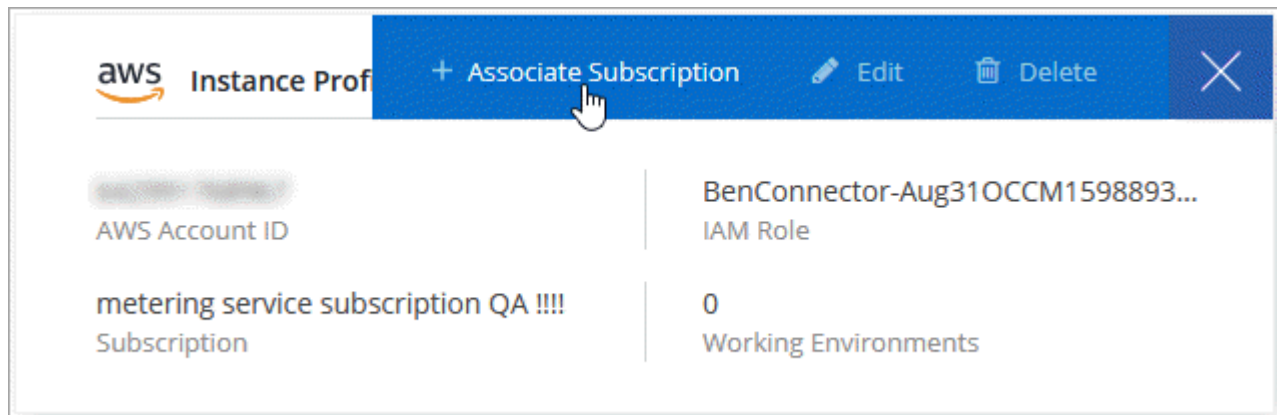 aws Instance Prof + Associate Subscription Edit Delete
BenConnector-Aug31OCCM1598893...
AWS Account ID IAM Role
metering service subscription QA !!!! 0
Subscription Working Environments